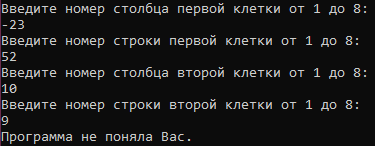 Введите номер столбца первой клетки от 1 до 8:
-23
Введите номер строки первой клетки от 1 до 8:
52
Введите номер столбца второй клетки от 1 до 8:
10
Введите номер строки второй клетки от 1 до 8:
9
Программа не поняла Вас.